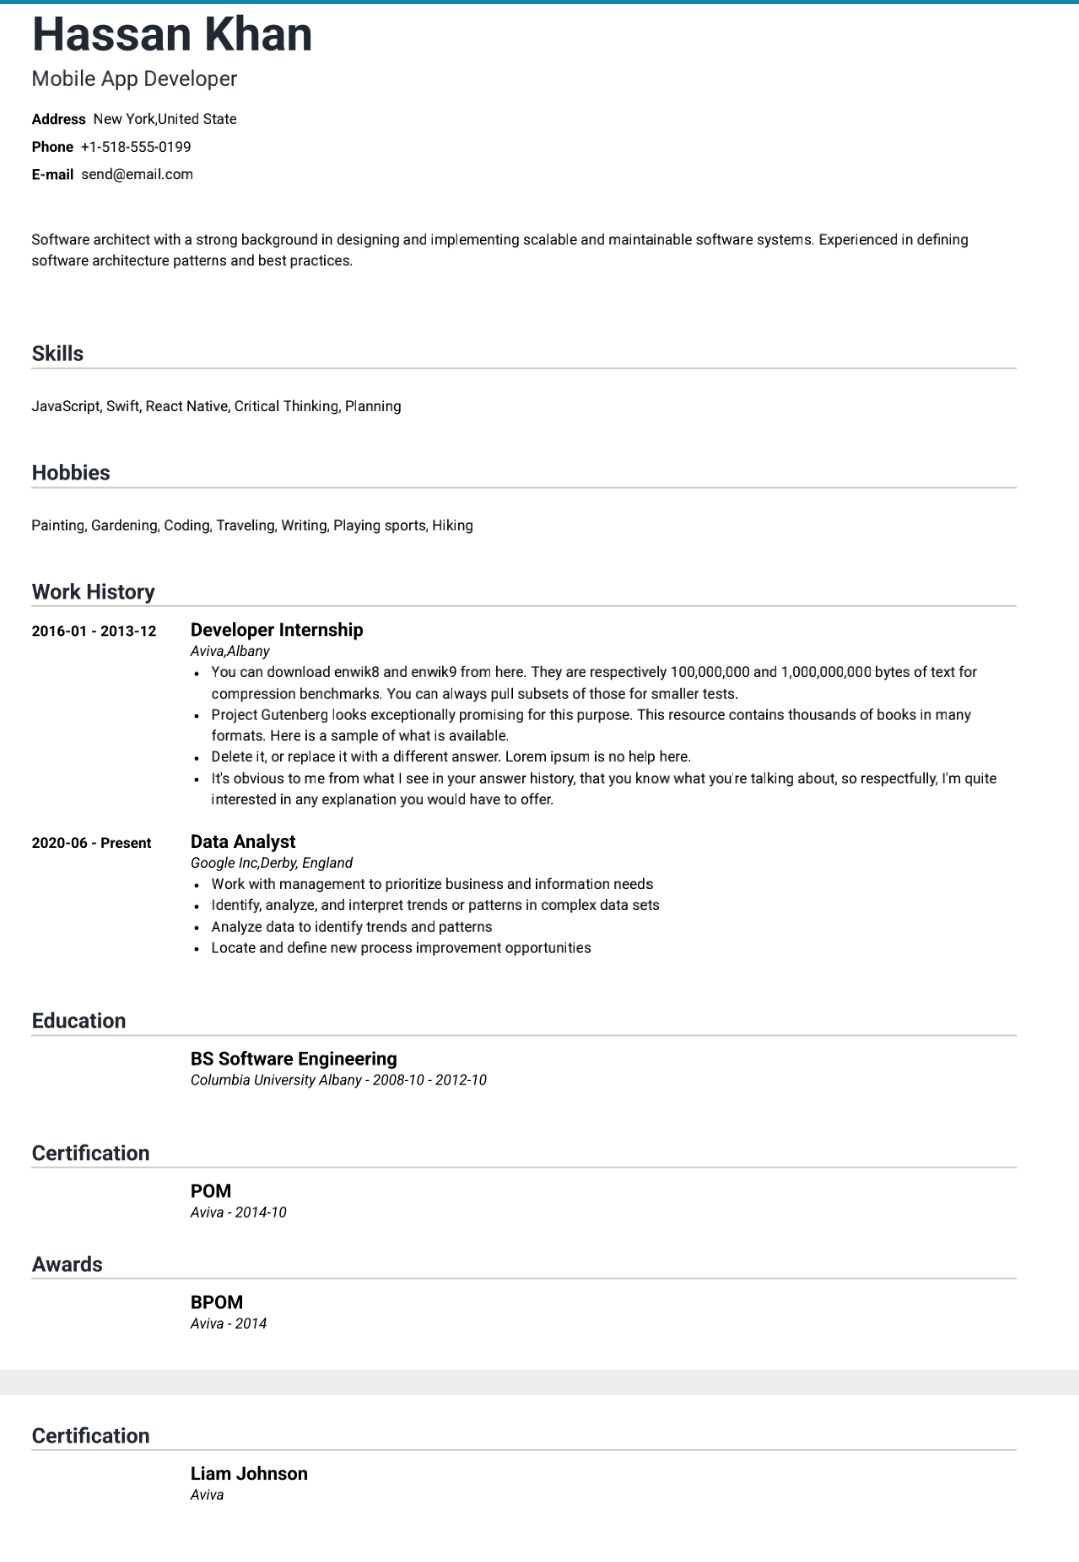 Hassan Khan
Mobile App Developer
Address New York,United State
Phone +1-518-555-0199
E-mail send@email.com
Software architect with a strong background in designing and implementing scalable and maintainable software systems. Experienced in defining
software architecture patterns and best practices.
Skills
JavaScript, Swift, React Native, Critical Thinking, Planning
Hobbies
Painting, Gardening, Coding, Traveling, Writing, Playing sports, Hiking
Work History
2016-01 - 2013-12 Developer Internship
Aviva,Albany
• You can download enwik8 and enwik9 from here. They are respectively 100,000,000 and 1,000,000,000 bytes of text for
compression benchmarks. You can always pull subsets of those for smaller tests.
• Project Gutenberg looks exceptionally promising for this purpose. This resource contains thousands of books in many
formats. Here is a sample of what is available.
• Delete it, or replace it with a different answer. Lorem ipsum is no help here.
• It's obvious to me from what I see in your answer history, that you know what you're talking about, so respectfully, I'm quite
interested in any explanation you would have to offer.
2020-06 - Present Data Analyst
Google Inc,Derby, England
• Work with management to prioritize business and information needs
• Identify, analyze, and interpret trends or patterns in complex data sets
• Analyze data to identify trends and patterns
• Locate and define new process improvement opportunities
Education
BS Software Engineering
Columbia University Albany - 2008-10 - 2012-10
Certification
POM
Aviva - 2014-10
Awards
BPOM
Aviva - 2014
Certification
Liam Johnson
Aviva